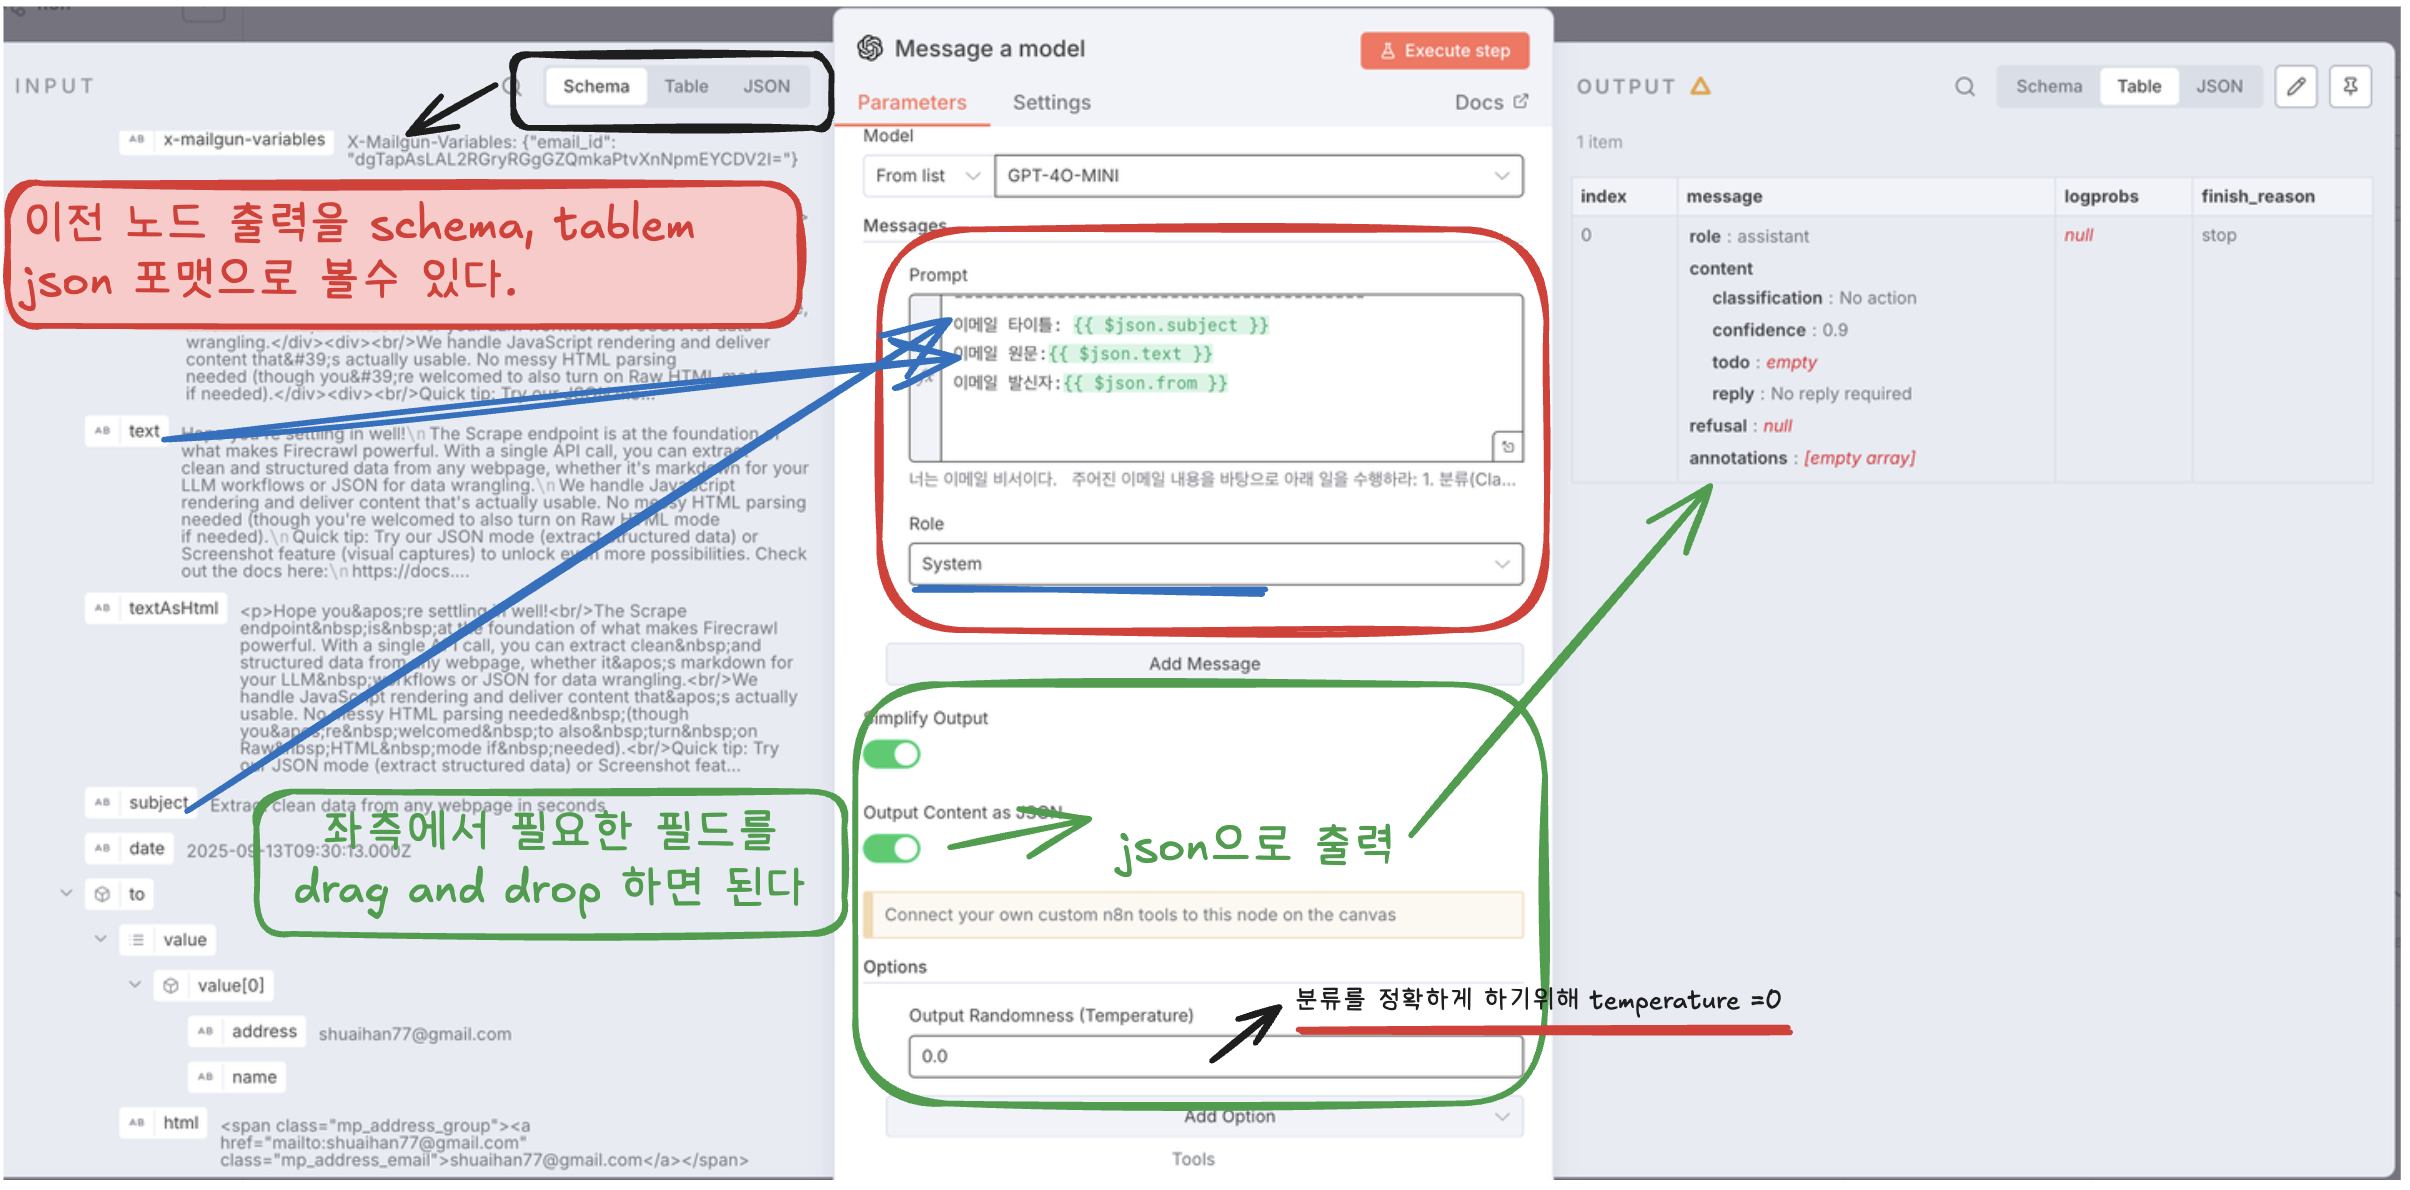 INPUT
Schema Table JSON
AB x-mailgun-variables X-Mailgun-Variables: {"email_id":
"dgTapAsLAL2RGryRGgGZQmkaPtvXnNpmEYCDV2I="}
이전 노드 출력을 schema, tablem
json 포맷으로 볼수 있다.
wrangling.</div><div><br/>We handle JavaScript rendering and deliver
content that&#39;s actually usable. No messy HTML parsing
needed (though you&#39;re welcomed to also turn on Raw HTML mode
if needed).</div><div><br/>Quick tip: Try our JSON mo...
AB text Hope you're settling in well!\n The Scrape endpoint is at the foundation of
what makes Firecrawl powerful. With a single API call, you can extract
clean and structured data from any webpage, whether it's markdown for your
LLM workflows or JSON for data wrangling.\n We handle JavaScript
rendering and deliver content that's actually usable. No messy HTML parsing
needed (though you're welcomed to also turn on Raw HTML mode
if needed).\n Quick tip: Try our JSON mode (extract structured data) or
Screenshot feature (visual captures) to unlock even more possibilities. Check
out the docs here:\n https://docs....
AB textAsHtml <p>Hope you&apos;re settling in well!<br/>The Scrape
endpoint&nbsp;is&nbsp;at the foundation of what makes Firecrawl
powerful. With a single API call, you can extract clean&nbsp;and
structured data from any webpage, whether it&apos;s markdown for
your LLM&nbsp;workflows or JSON for data wrangling.<br/>We
handle JavaScript rendering and deliver content that&apos;s actually
usable. No messy HTML parsing needed&nbsp;(though
you&apos;re&nbsp;welcomed&nbsp;to also&nbsp;turn&nbsp;on
Raw&nbsp;HTML&nbsp;mode if&nbsp;needed).<br/>Quick tip: Try
our JSON mode (extract structured data) or Screenshot feat...
AB subject Extract clean data from any webpage in seconds
좌측에서 필요한 필드를
drag and drop 하면 된다
AB date 2025-09-13T09:30:13.000Z
to
value
value[0]
AB address shuaihan77@gmail.com
AB name
AB html <span class="mp_address_group"><a
href="mailto:shuaihan77@gmail.com"
class="mp_address_email">shuaihan77@gmail.com</a></span>
Message a model
Execute step
Parameters Settings Docs
Model
From list GPT-4O-MINI
Messages
Prompt
이메일 타이틀: {{ $json.subject }}
이메일 원문:{{ $json.text }}
이메일 발신자:{{ $json.from }}
너는 이메일 비서이다. 주어진 이메일 내용을 바탕으로 아래 일을 수행하라: 1. 분류(Cla...
Role
System
Add Message
Simplify Output
Output Content as JSON
json으로 출력
Connect your own custom n8n tools to this node on the canvas
Options
분류를 정확하게 하기위해 temperature =0
Output Randomness (Temperature)
0.0
Add Option
Tools
OUTPUT
Schema Table JSON
1 item
index message logprobs finish_reason
0 role : assistant null stop
content
classification : No action
confidence : 0.9
todo : empty
reply : No reply required
refusal : null
annotations : [empty array]